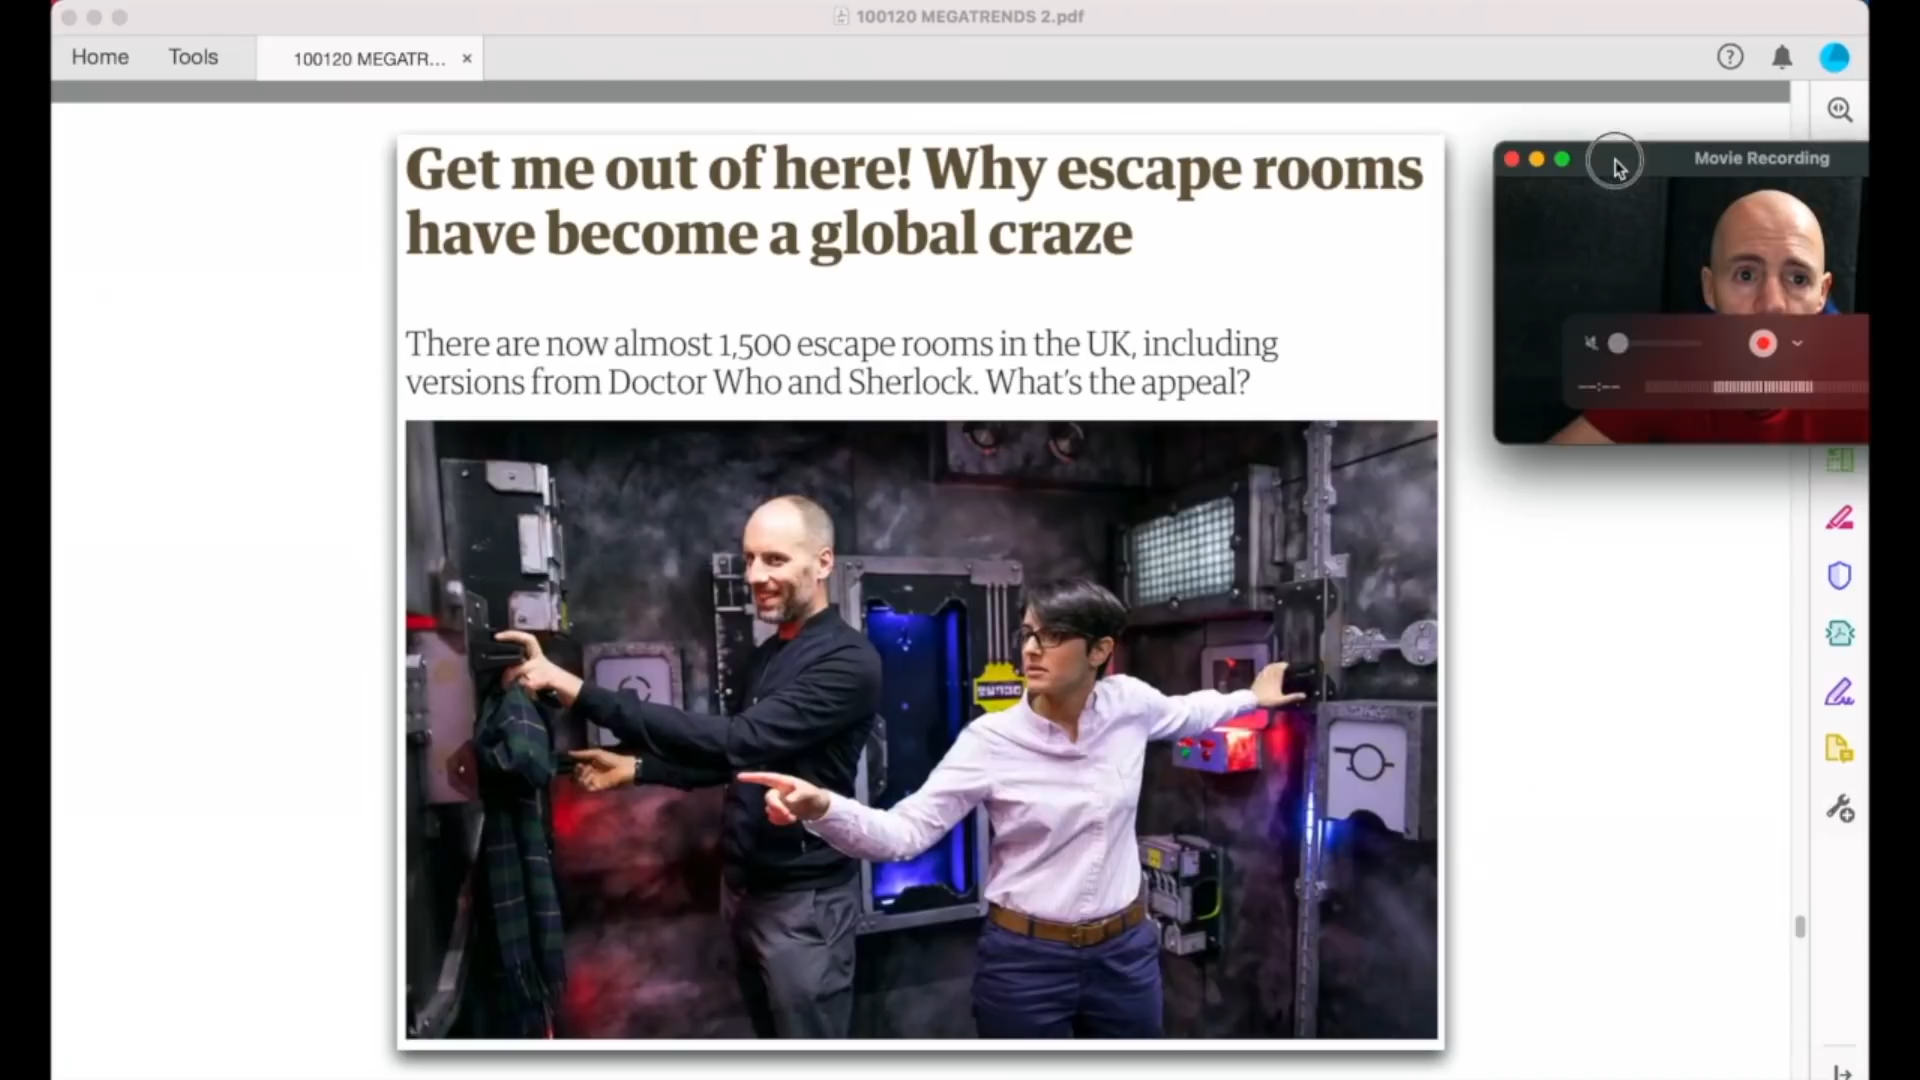 100120 MEGATRENDS 2.pdf
Home
Tools
100120 MEGATR...
Movie Recording
Get me out of here! Why escape rooms
have become a global craze
There are now almost 1,500 escape rooms in the UK, including
versions from Doctor Who and Sherlock. What's the appeal?
--:--